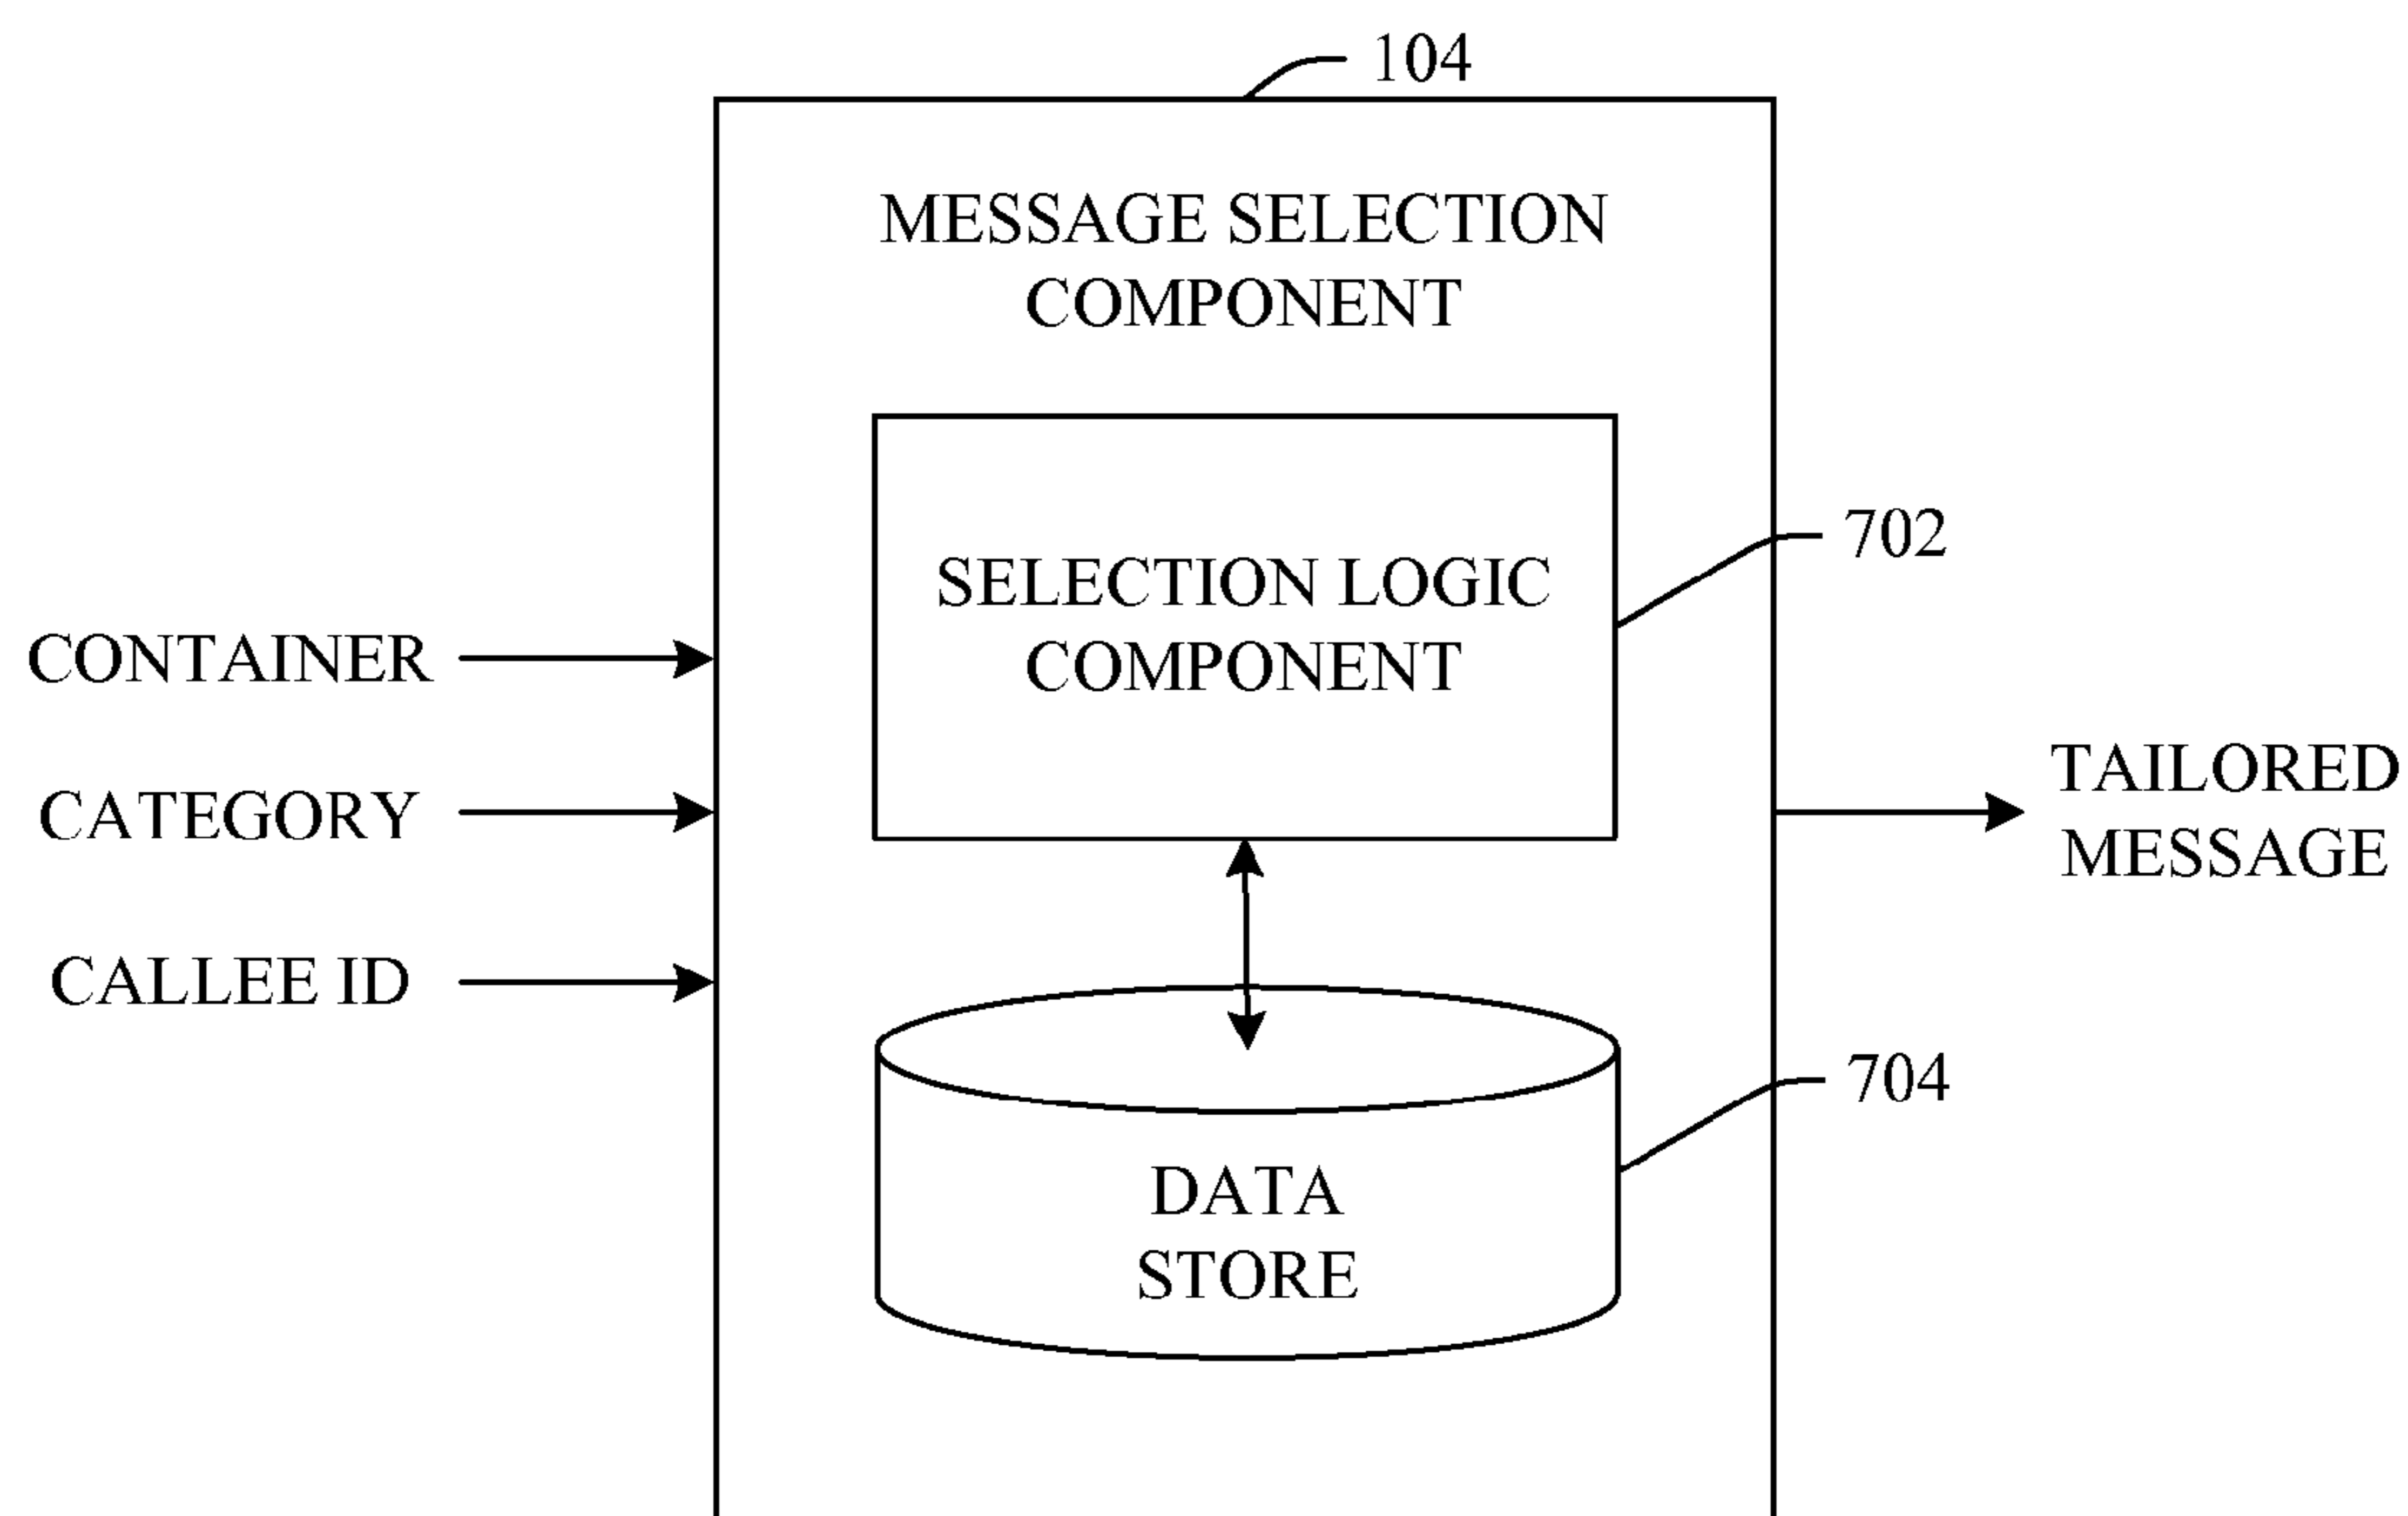 104
MESSAGE SELECTION
COMPONENT
SELECTION LOGIC
COMPONENT
702
CONTAINER
CATEGORY
CALLEE ID
TAILORED
MESSAGE
704
DATA
STORE